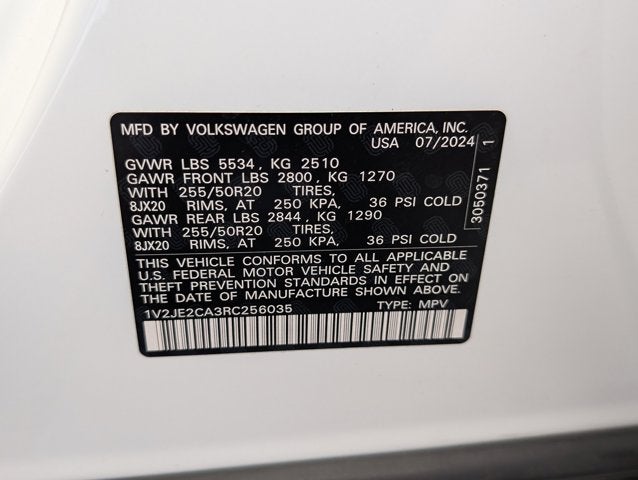 MFD BY VOLKSWAGEN GROUP OF AMERICA, INC.
USA 07/2024
GVWR LBS 5534, KG 2510
GAWR FRONT LBS 2800, KG 1270
WITH 255/50R20 TIRES,
8JX20 RIMS, AT 250 KPA, 36 PSI COLD
GAWR REAR LBS 2844, KG 1290
WITH 255/50R20 TIRES,
8JX20 RIMS, AT 250 KPA, 36 PSI COLD
THIS VEHICLE CONFORMS TO ALL APPLICABLE
U.S. FEDERAL MOTOR VEHICLE SAFETY AND
THEFT PREVENTION STANDARDS IN EFFECT ON
THE DATE OF MANUFACTURE SHOWN ABOVE.
1V2JE2CA3RC256035 TYPE: MPV
3050371 1